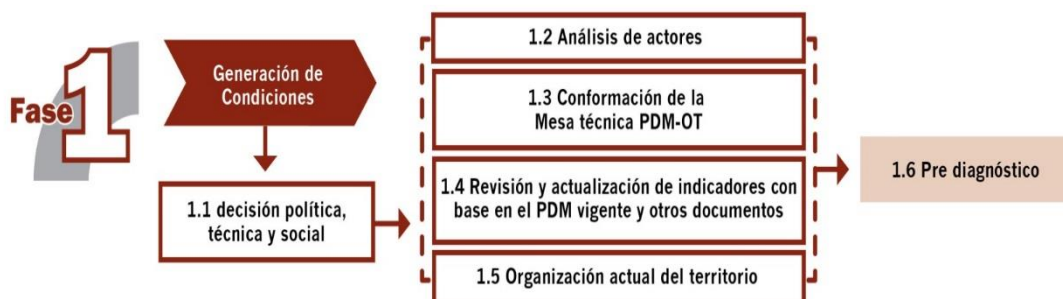 Fase 1
Generación de
Condiciones
1.1 decisión política,
técnica y social
1.2 Análisis de actores
1.3 Conformación de la
Mesa técnica PDM-OT
1.4 Revisión y actualización de indicadores con
base en el PDM vigente y otros documentos
1.5 Organización actual del territorio
1.6 Pre diagnóstico